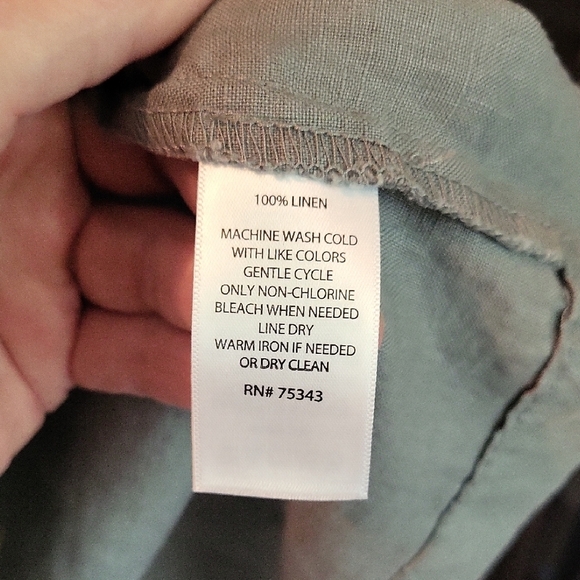 100% LINEN
MACHINE WASH COLD
WITH LIKE COLORS
GENTLE CYCLE
ONLY NON-CHLORINE
BLEACH WHEN NEEDED
LINE DRY
WARM IRON IF NEEDED
OR DRY CLEAN
RN# 75343